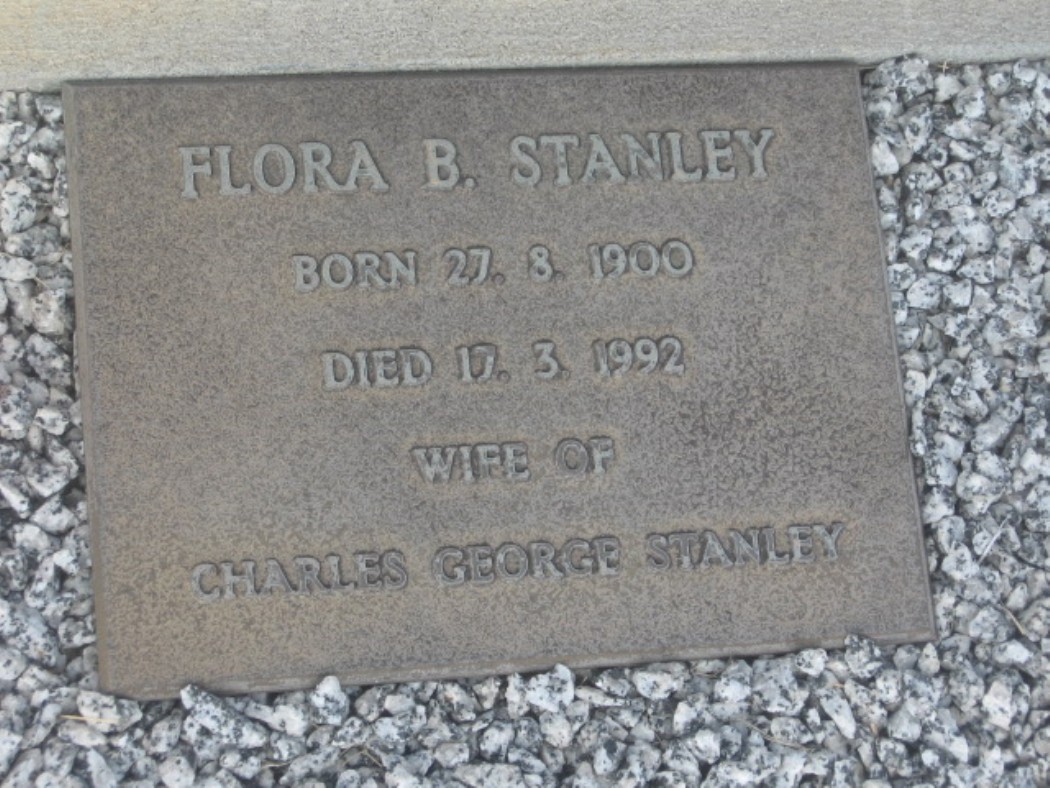 FLORA B. STANLEY
BORN 27. 8. 1900
DIED 17. 3. 1992
WIFE OF
CHARLES GEORGE STANLEY